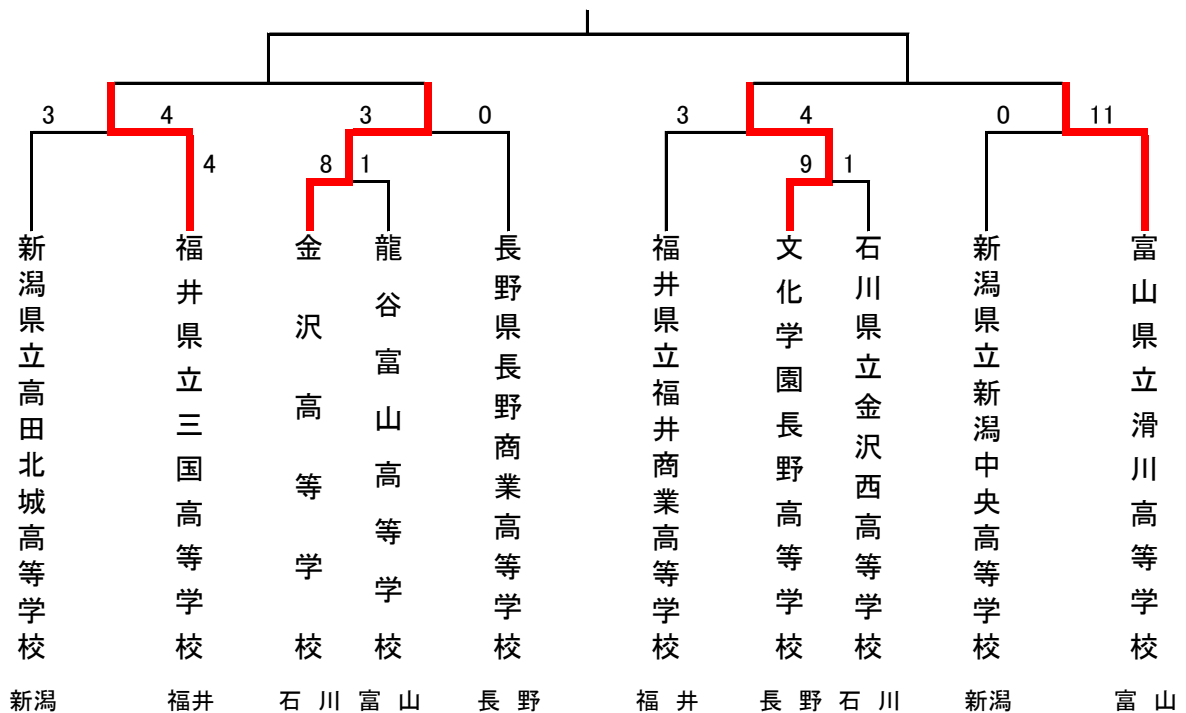 3 4 3 0 3 4 0 11
4 8 1 9 1
新潟県立高田北城高等学校
福井県立三国高等学校
金沢高等学校
龍谷富山高等学校
長野県長野商業高等学校
福井県立福井商業高等学校
文化学園長野高等学校
石川県立金沢西高等学校
新潟県立新潟中央高等学校
富山県立滑川高等学校
新潟 福井 石川 富山 長野 福井 長野 石川 新潟 富山